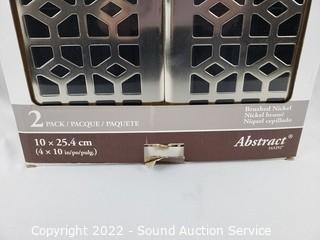 2 PACK / PACQUE / PAQUETE
10 x 25.4 cm
(4 x 10 in/po/pulg.)
Brushed Nickel
Nickel brossé
Níquel cepillado
Abstract®
Copyright 2022 - Sound Auction Service